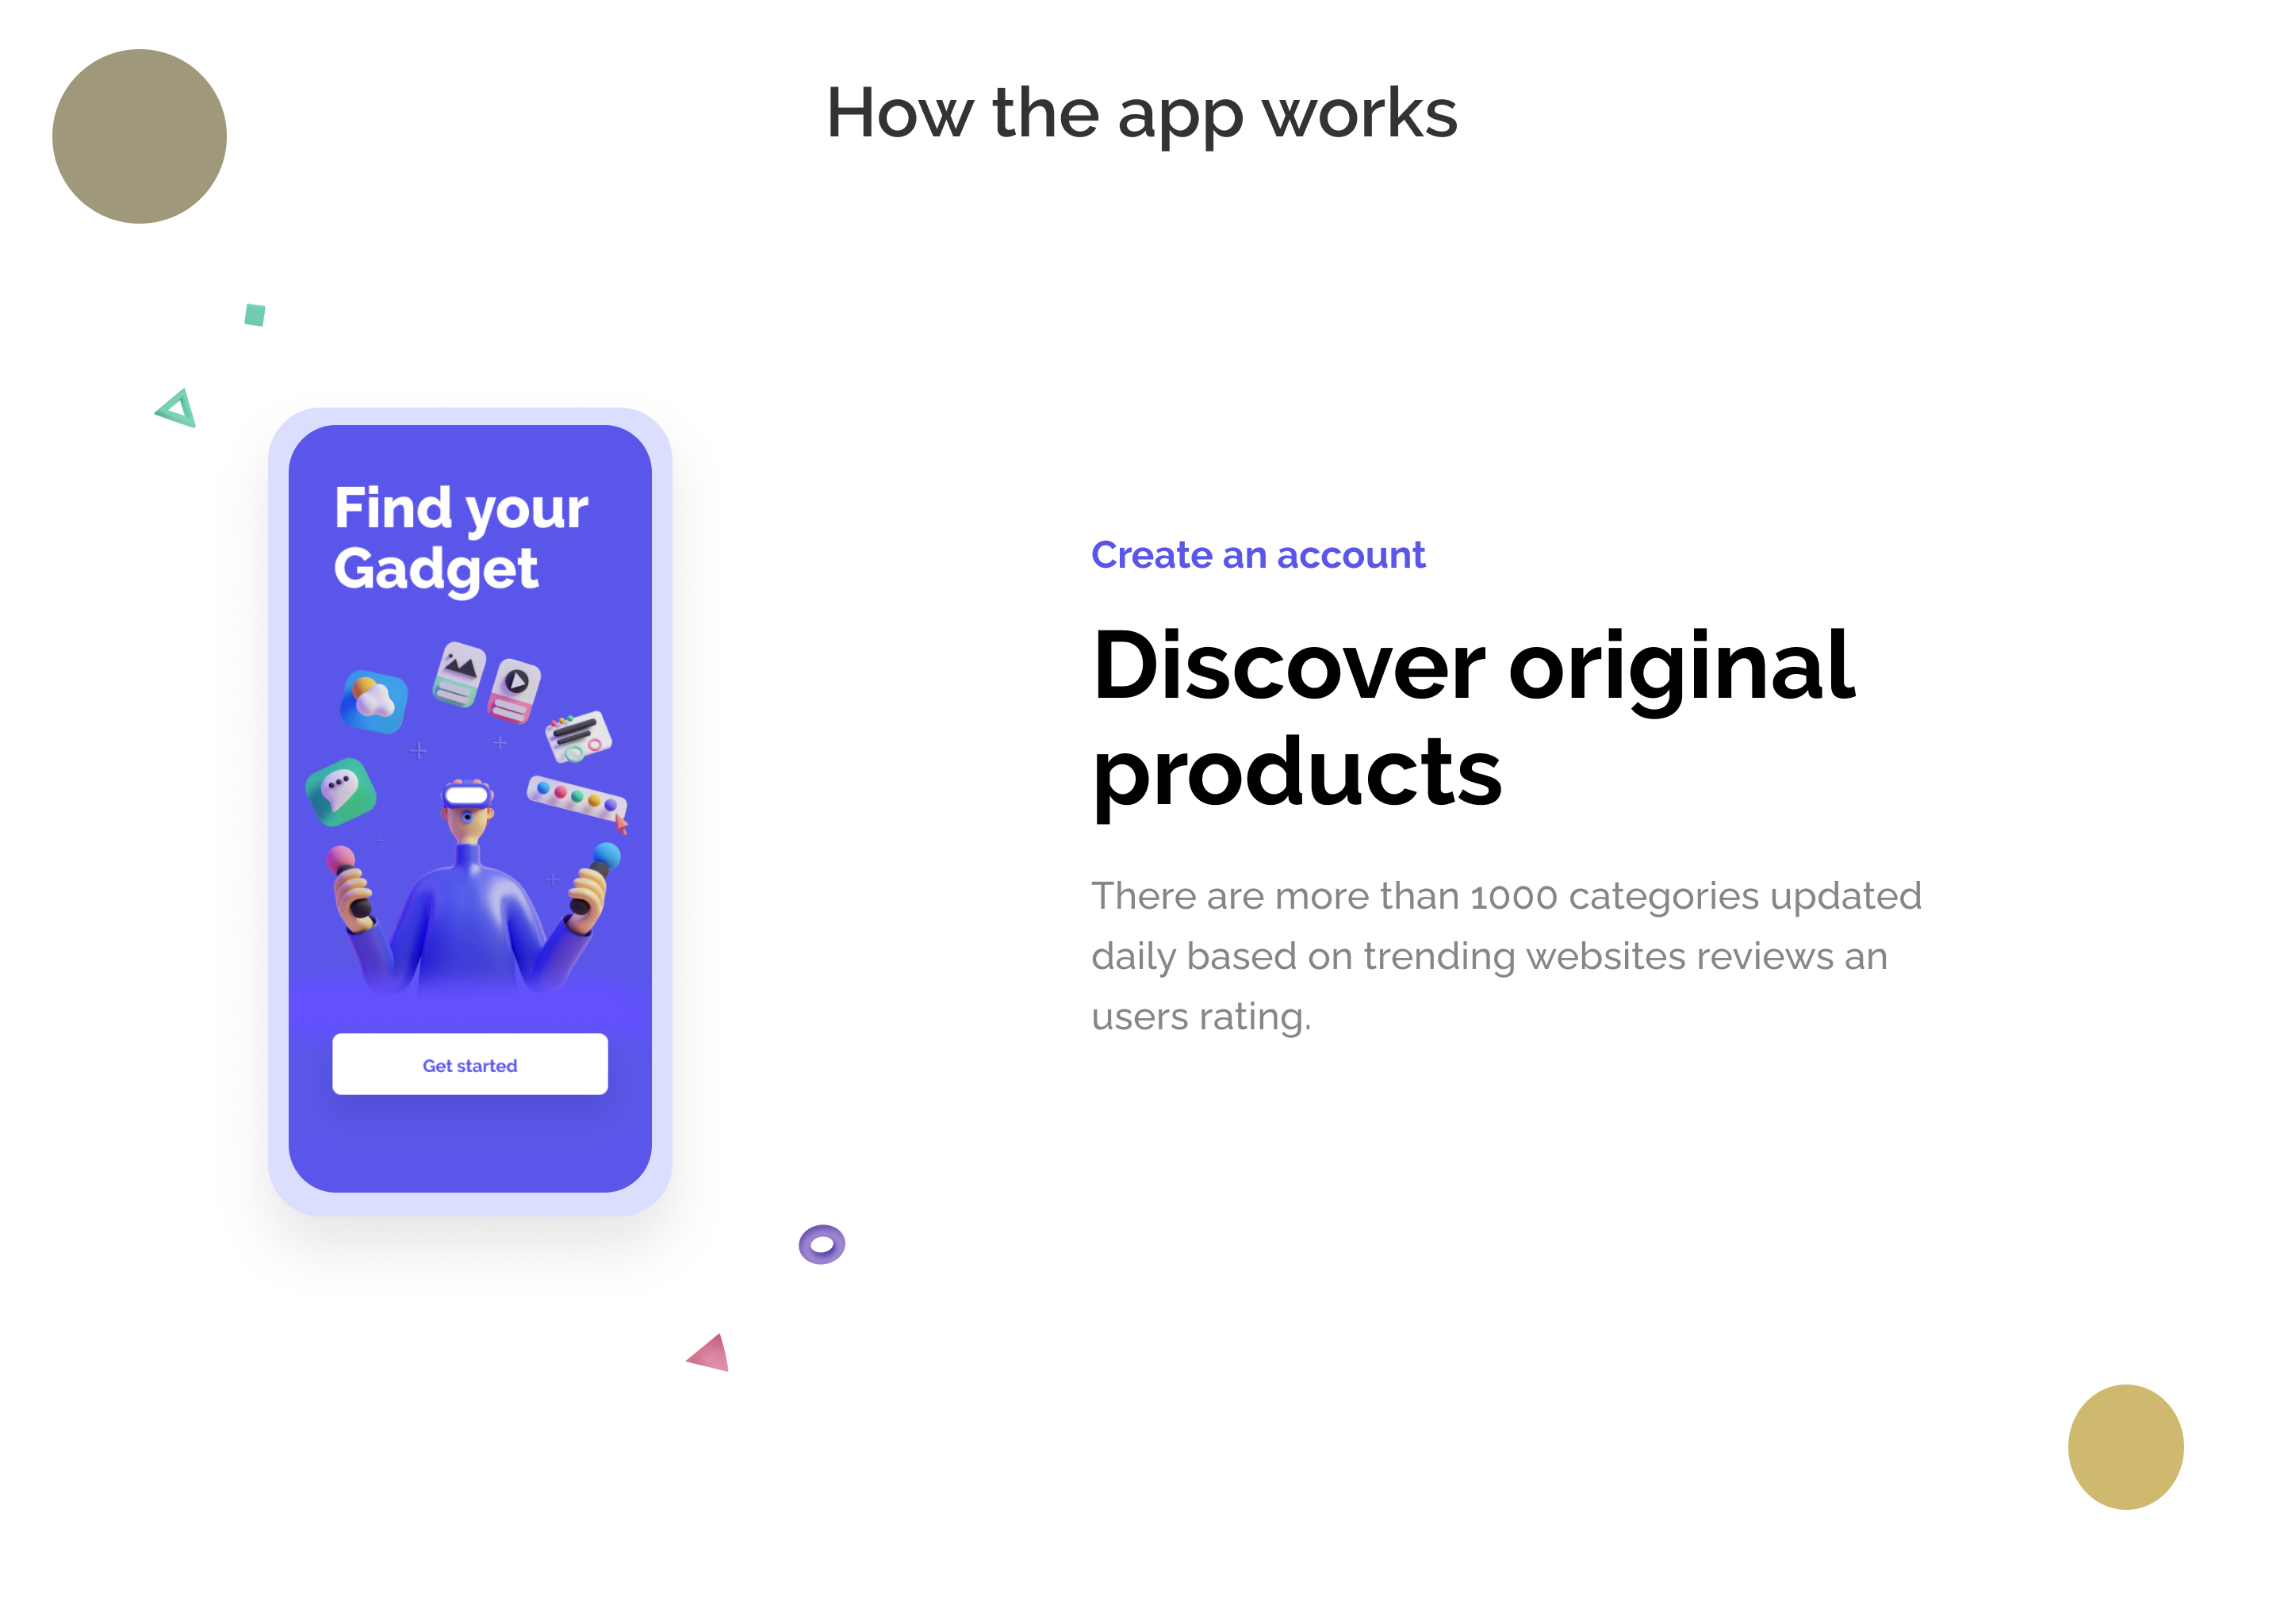 How the app works
Find your
Gadget
Get started
Create an account
Discover original
products
There are more than 1000 categories updated
daily based on trending websites reviews an
users rating.